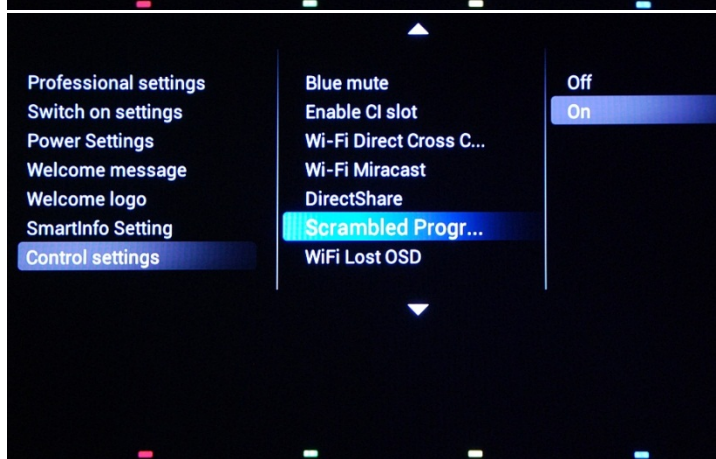 Professional settings
Switch on settings
Power Settings
Welcome message
Welcome logo
SmartInfo Setting
Control settings
Blue mute
Enable CI slot
Wi-Fi Direct Cross C...
Wi-Fi Miracast
DirectShare
Scrambled Progr...
WiFi Lost OSD
Off
On